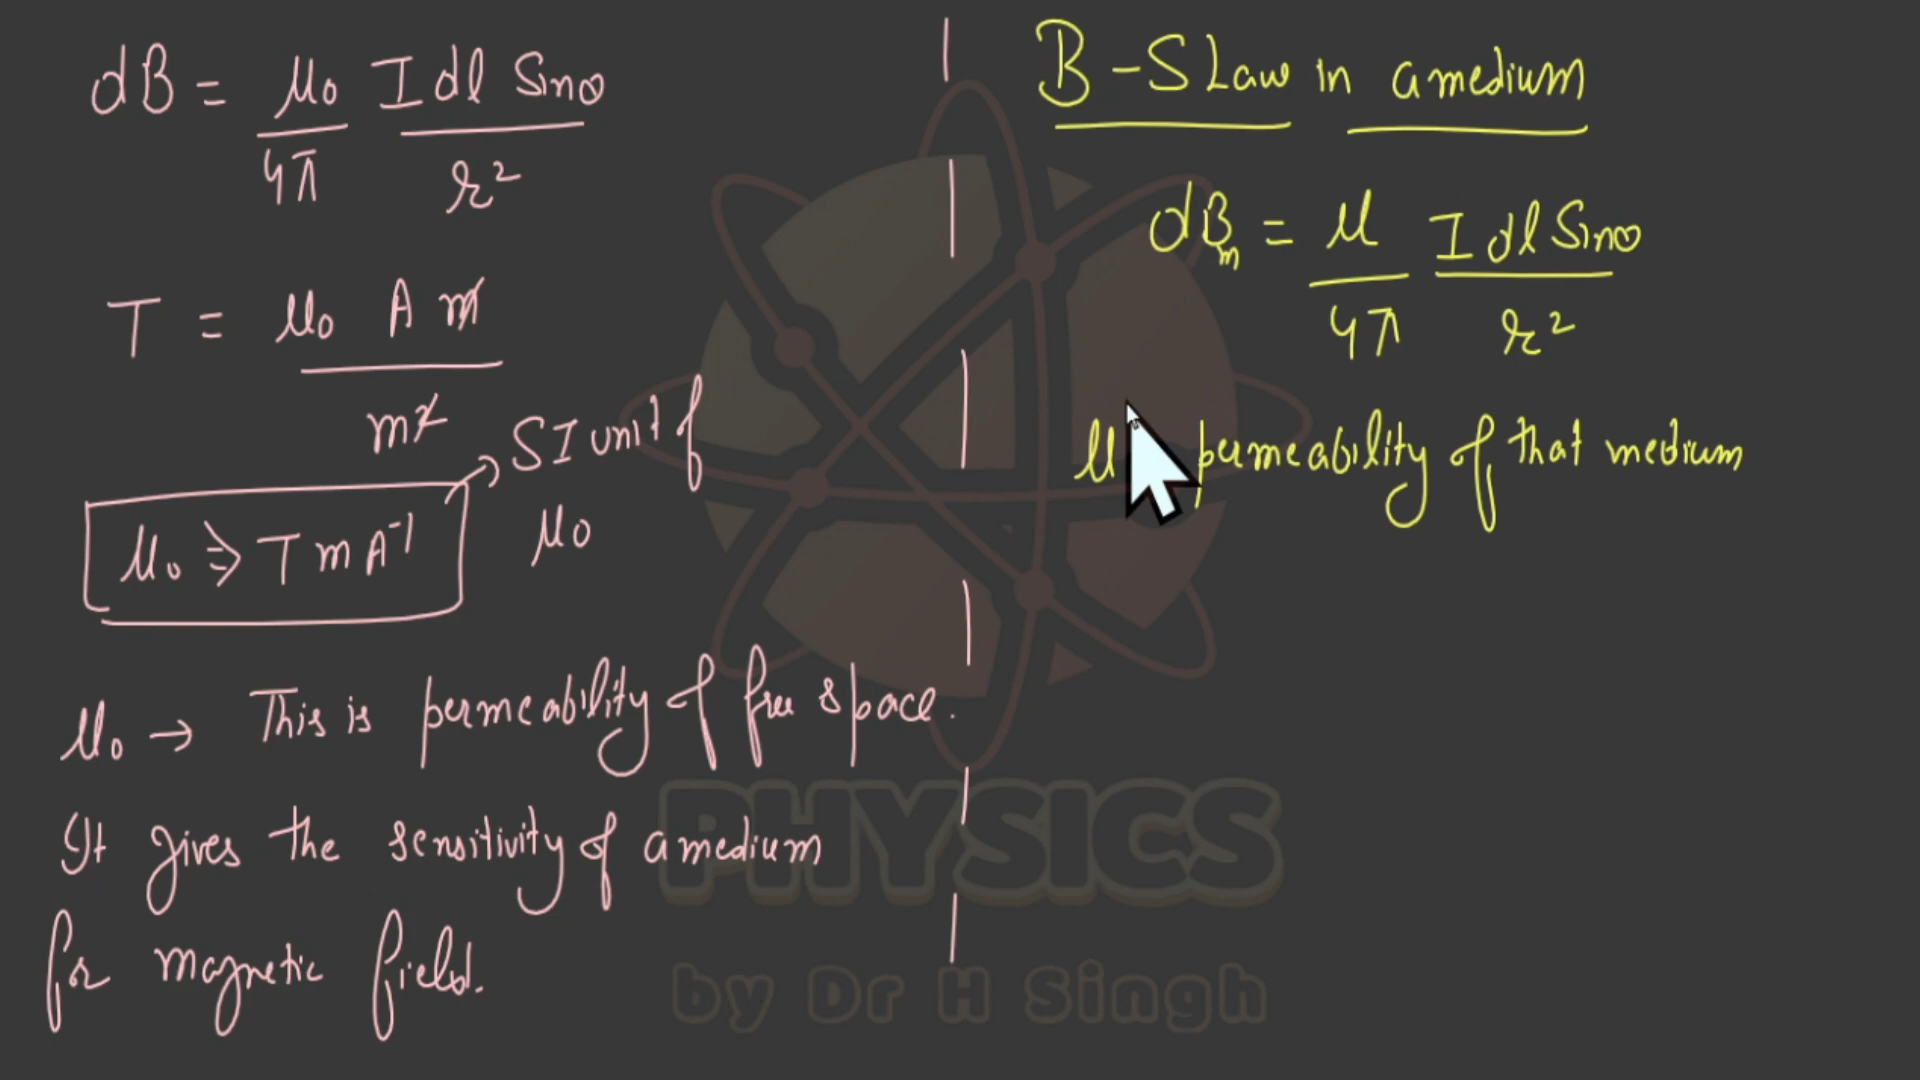 dB = μ₀ I dl Sinθ
4π r²
T = μ₀ A m
m²
SI unit of
μ₀ ⇒ T m A⁻¹
μ₀
μ₀ → This is permeability of free space.
It gives the sensitivity of a medium
for magnetic field.
B-S Law in a medium
dBm = μ I dl Sinθ
4π r²
μ permeability of that medium
PHYSICS
by Dr H Singh